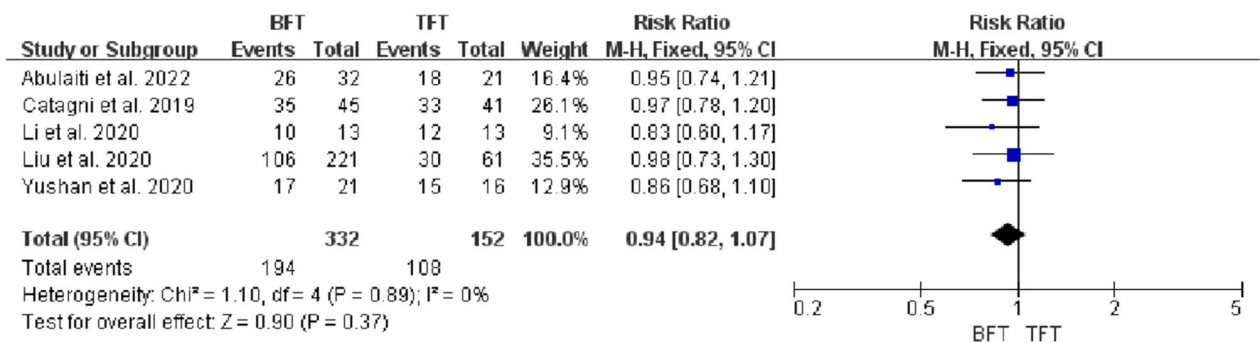 BFT TFT Risk Ratio Risk Ratio
Study or Subgroup Events Total Events Total Weight M-H, Fixed, 95% CI M-H, Fixed, 95% CI
Abulaiti et al. 2022 26 32 18 21 16.4% 0.95 [0.74, 1.21]
Catagni et al. 2019 35 45 33 41 26.1% 0.97 [0.78, 1.20]
Li et al. 2020 10 13 12 13 9.1% 0.83 [0.60, 1.17]
Liu et al. 2020 106 221 30 61 35.5% 0.98 [0.73, 1.30]
Yushan et al. 2020 17 21 15 16 12.9% 0.86 [0.68, 1.10]
Total (95% CI) 332 152 100.0% 0.94 [0.82, 1.07]
Total events 194 108
Heterogeneity: Chi² = 1.10, df = 4 (P = 0.89); I² = 0%
Test for overall effect: Z = 0.90 (P = 0.37)
0.2 0.5 1 2 5
BFT TFT